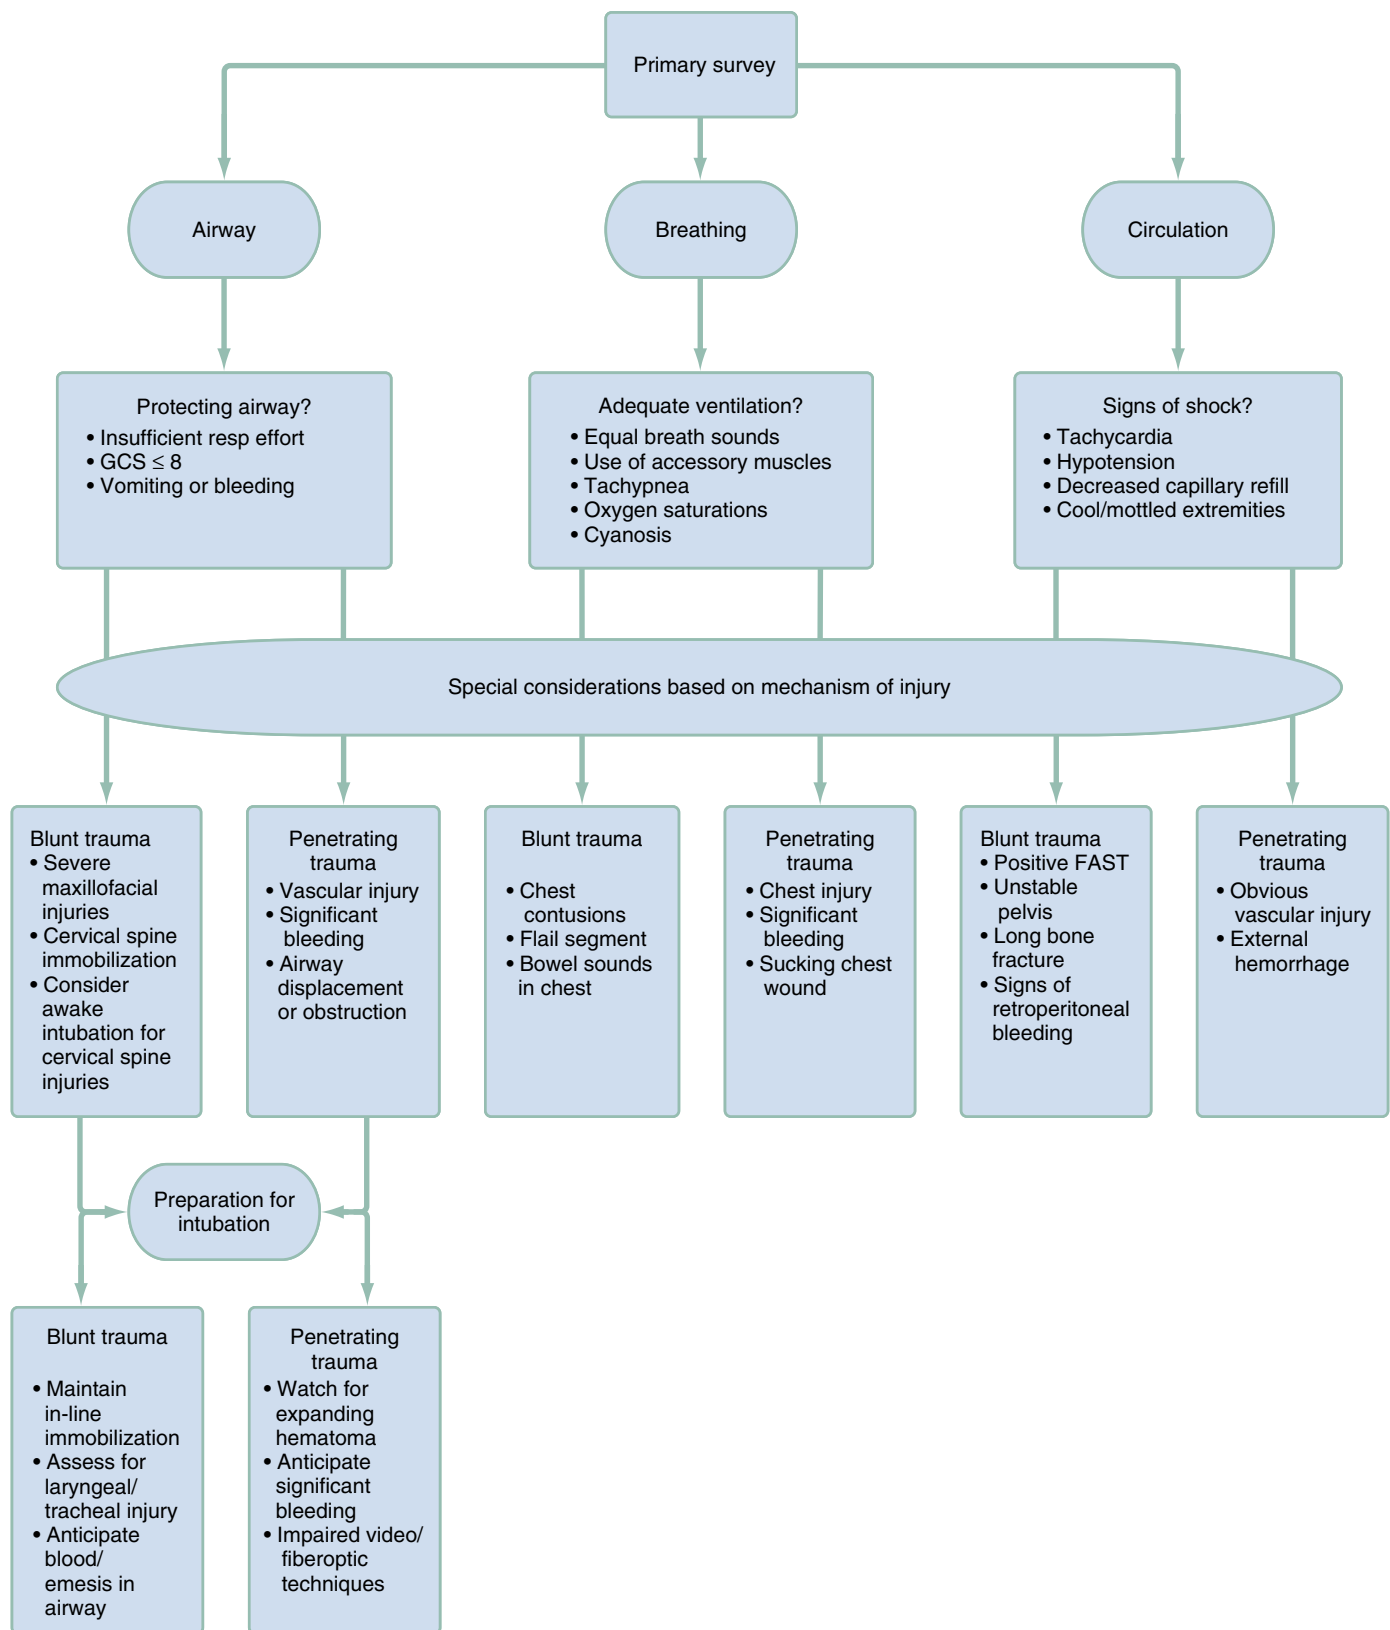 Primary survey
Airway
Breathing
Circulation
Protecting airway?
• Insufficient resp effort
• GCS ≤ 8
• Vomiting or bleeding
Adequate ventilation?
• Equal breath sounds
• Use of accessory muscles
• Tachypnea
• Oxygen saturations
• Cyanosis
Signs of shock?
• Tachycardia
• Hypotension
• Decreased capillary refill
• Cool/mottled extremities
Special considerations based on mechanism of injury
Blunt trauma
• Severe
maxillofacial
injuries
• Cervical spine
immobilization
• Consider
awake
intubation for
cervical spine
injuries
Penetrating
trauma
• Vascular injury
• Significant
bleeding
• Airway
displacement
or obstruction
Blunt trauma
• Chest
contusions
• Flail segment
• Bowel sounds
in chest
Penetrating
trauma
• Chest injury
• Significant
bleeding
• Sucking chest
wound
Blunt trauma
• Positive FAST
• Unstable
pelvis
• Long bone
fracture
• Signs of
retroperitoneal
bleeding
Penetrating
trauma
• Obvious
vascular injury
• External
hemorrhage
Preparation for
intubation
Blunt trauma
• Maintain
in-line
immobilization
• Assess for
laryngeal/
tracheal injury
• Anticipate
blood/
emesis in
airway
Penetrating
trauma
• Watch for
expanding
hematoma
• Anticipate
significant
bleeding
• Impaired video/
fiberoptic
techniques